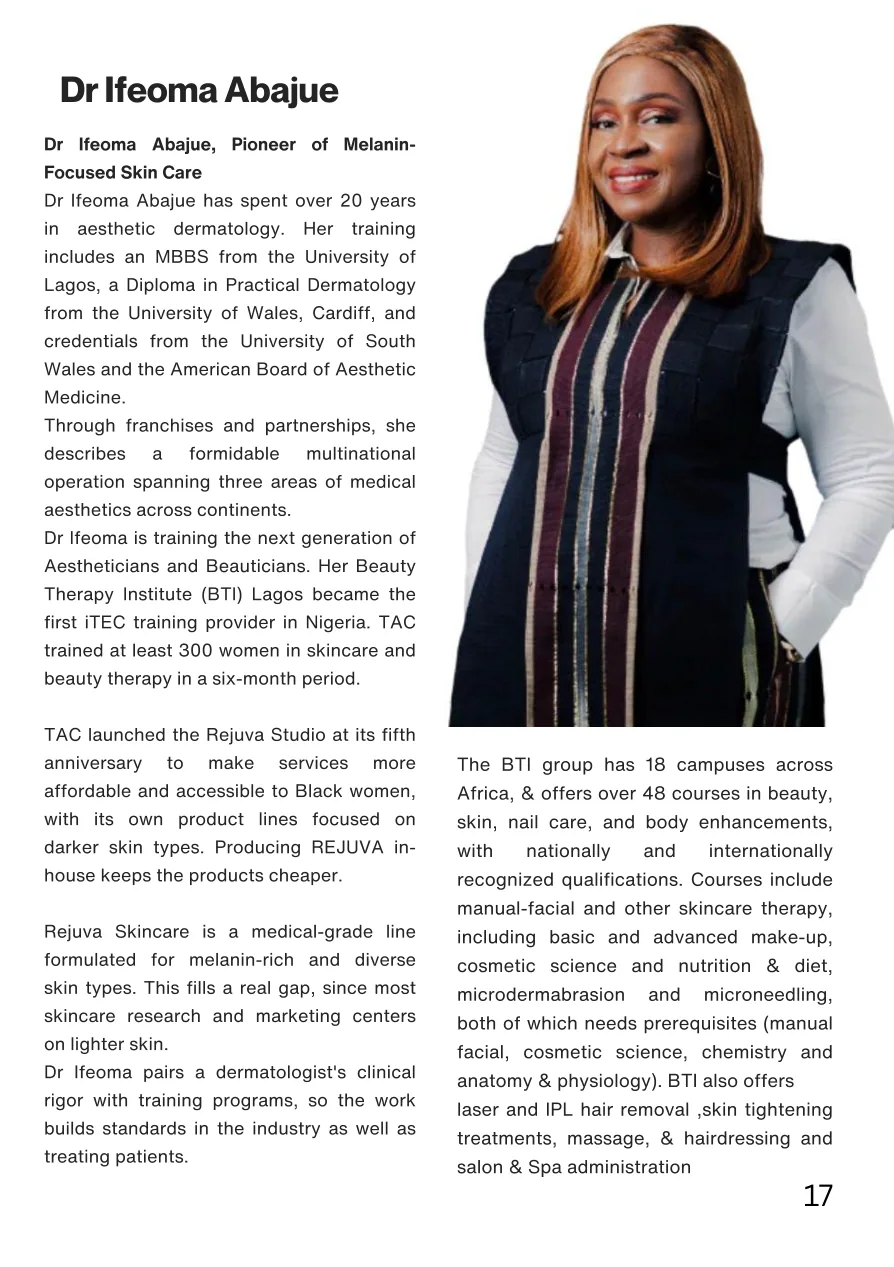 Dr Ifeoma Abajue
Dr Ifeoma Abajue, Pioneer of Melanin-
Focused Skin Care
Dr Ifeoma Abajue has spent over 20 years
in aesthetic dermatology. Her training
includes an MBBS from the University of
Lagos, a Diploma in Practical Dermatology
from the University of Wales, Cardiff, and
credentials from the University of South
Wales and the American Board of Aesthetic
Medicine.
Through franchises and partnerships, she
describes a formidable multinational
operation spanning three areas of medical
aesthetics across continents.
Dr Ifeoma is training the next generation of
Aestheticians and Beauticians. Her Beauty
Therapy Institute (BTI) Lagos became the
first iTEC training provider in Nigeria. TAC
trained at least 300 women in skincare and
beauty therapy in a six-month period.
TAC launched the Rejuva Studio at its fifth
anniversary to make services more
affordable and accessible to Black women,
with its own product lines focused on
darker skin types. Producing REJUVA in-
house keeps the products cheaper.
Rejuva Skincare is a medical-grade line
formulated for melanin-rich and diverse
skin types. This fills a real gap, since most
skincare research and marketing centers
on lighter skin.
Dr Ifeoma pairs a dermatologist's clinical
rigor with training programs, so the work
builds standards in the industry as well as
treating patients.
The BTI group has 18 campuses across
Africa, & offers over 48 courses in beauty,
skin, nail care, and body enhancements,
with nationally and internationally
recognized qualifications. Courses include
manual-facial and other skincare therapy,
including basic and advanced make-up,
cosmetic science and nutrition & diet,
microdermabrasion and microneedling,
both of which needs prerequisites (manual
facial, cosmetic science, chemistry and
anatomy & physiology). BTI also offers
laser and IPL hair removal ,skin tightening
treatments, massage, & hairdressing and
salon & Spa administration
17